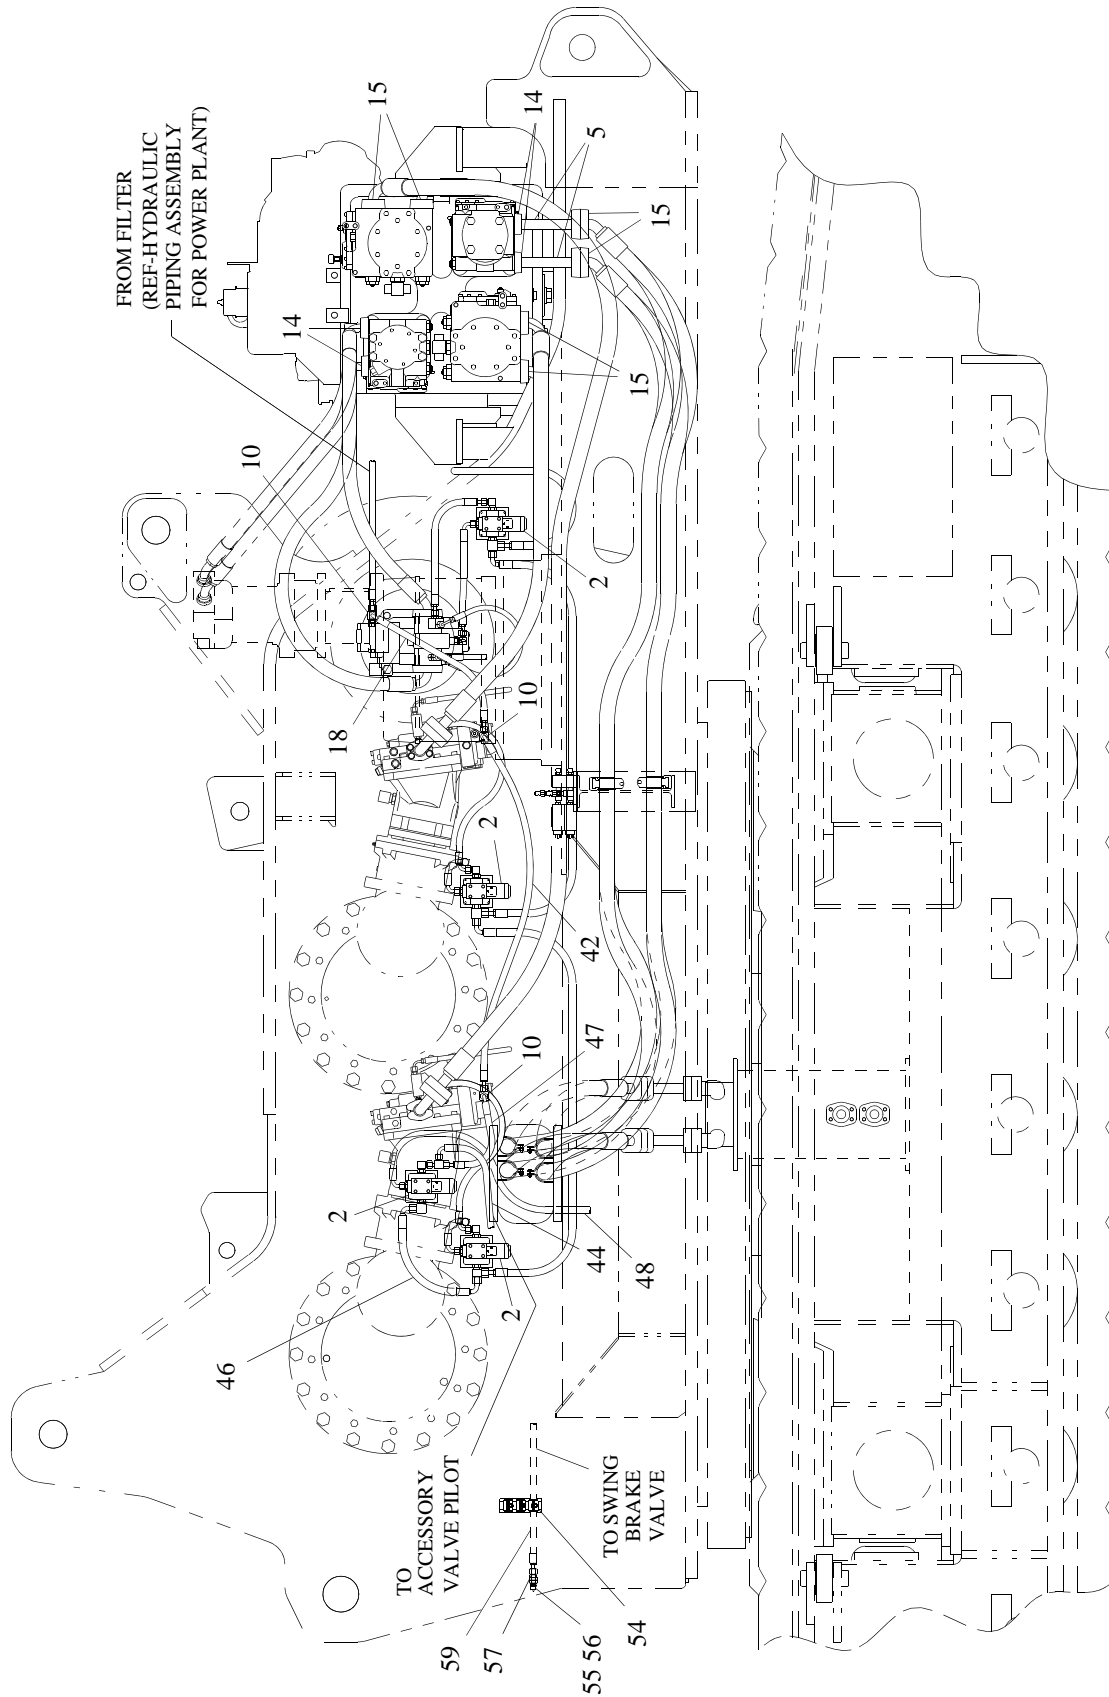 FROM FILTER
(REF-HYDRAULIC
PIPING ASSEMBLY
FOR POWER PLANT)
15
14
5
15
14
15
10
2
18
10
2
42
47
10
2
44
48
2
46
TO
ACCESSORY
VALVE PILOT
TO SWING
BRAKE
VALVE
59
57
55 56
54